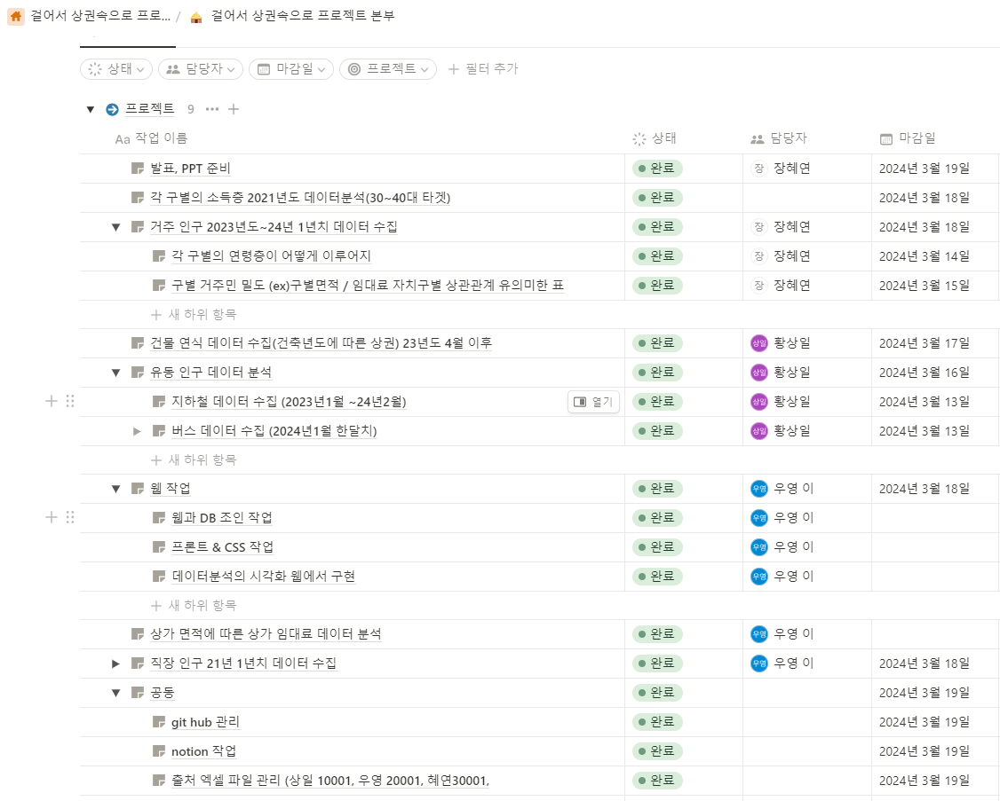 걸어서 상권속으로 프로... / 걸어서 상권속으로 프로젝트 본부
상태 담당자 마감일 프로젝트 + 필터 추가
프로젝트 9 ••• +
Aa 작업 이름 상태 담당자 마감일
발표, PPT 준비 완료 장 장혜연 2024년 3월 19일
각 구별의 소득층 2021년도 데이터분석(30~40대 타겟) 완료 2024년 3월 18일
거주 인구 2023년도~24년 1년치 데이터 수집 완료 장 장혜연 2024년 3월 18일
각 구별의 연령층이 어떻게 이루어지 완료 장 장혜연 2024년 3월 14일
구별 거주민 밀도 (ex)구별면적 / 임대료 자치구별 상관관계 유의미한 표 완료 장 장혜연 2024년 3월 15일
+ 새 하위 항목
건물 연식 데이터 수집(건축년도에 따른 상권) 23년도 4월 이후 완료 상일 황상일 2024년 3월 17일
유동 인구 데이터 분석 완료 상일 황상일 2024년 3월 16일
지하철 데이터 수집 (2023년1월 ~24년2월) 열기 완료 상일 황상일 2024년 3월 13일
버스 데이터 수집 (2024년1월 한달치) 완료 상일 황상일 2024년 3월 13일
+ 새 하위 항목
웹 작업 완료 우영 우영 이 2024년 3월 18일
웹과 DB 조인 작업 완료 우영 우영 이
프론트 & CSS 작업 완료 우영 우영 이
데이터분석의 시각화 웹에서 구현 완료 우영 우영 이
+ 새 하위 항목
상가 면적에 따른 상가 임대료 데이터 분석 완료 우영 우영 이
직장 인구 21년 1년치 데이터 수집 완료 우영 우영 이 2024년 3월 18일
공동 완료 2024년 3월 19일
git hub 관리 완료 2024년 3월 19일
notion 작업 완료 2024년 3월 19일
출처 엑셀 파일 관리 (상일 10001, 우영 20001, 혜연30001, 완료 2024년 3월 19일